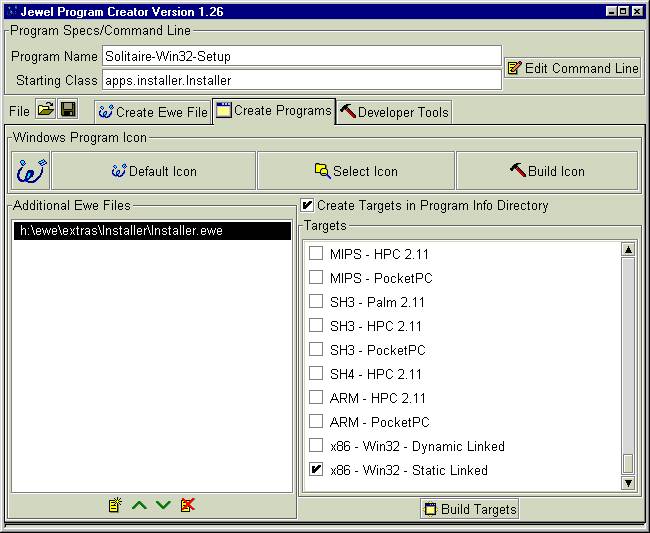 Jewel Program Creator Version 1.26
Program Specs/Command Line
Program Name Solitaire-Win32-Setup
Starting Class apps.installer.Installer
Edit Command Line
File Create Ewe File Create Programs Developer Tools
Windows Program Icon
Default Icon Select Icon Build Icon
Additional Ewe Files
h:\ewe\extras\Installer\Installer.ewe
Create Targets in Program Info Directory
Targets
MIPS - HPC 2.11
MIPS - PocketPC
SH3 - Palm 2.11
SH3 - HPC 2.11
SH3 - PocketPC
SH4 - HPC 2.11
ARM - HPC 2.11
ARM - PocketPC
x86 - Win32 - Dynamic Linked
x86 - Win32 - Static Linked
Build Targets